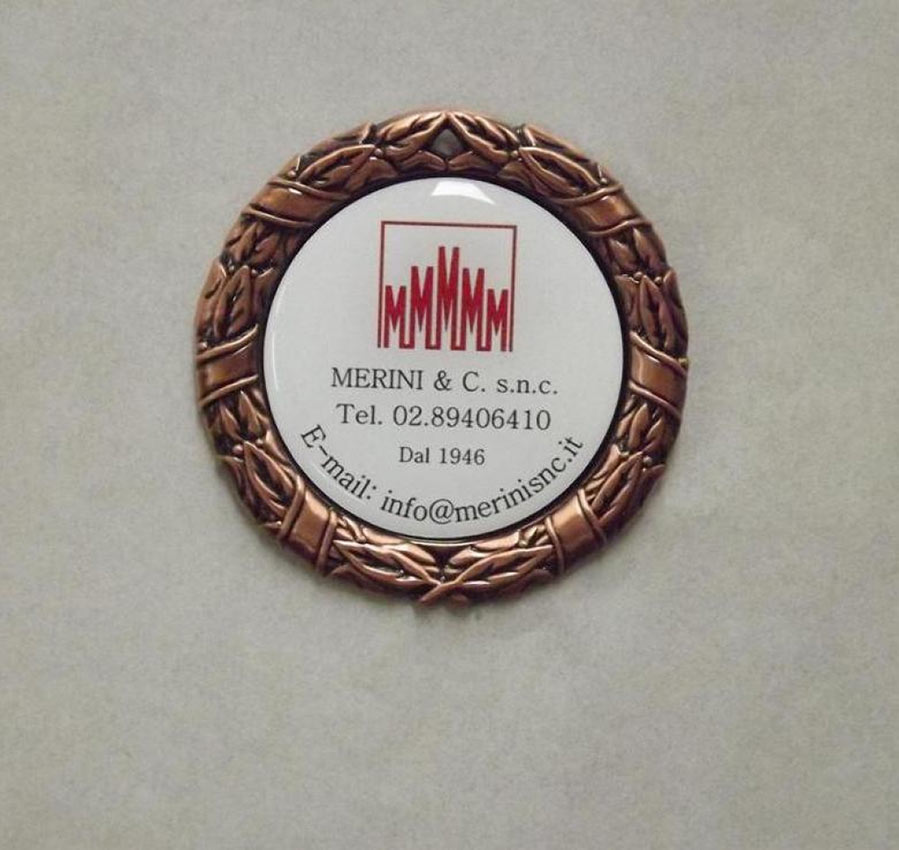 MMMMM
MERINI & C. s.n.c.
Tel. 02.89406410
Dal 1946
E-mail: info@merinisnc.it